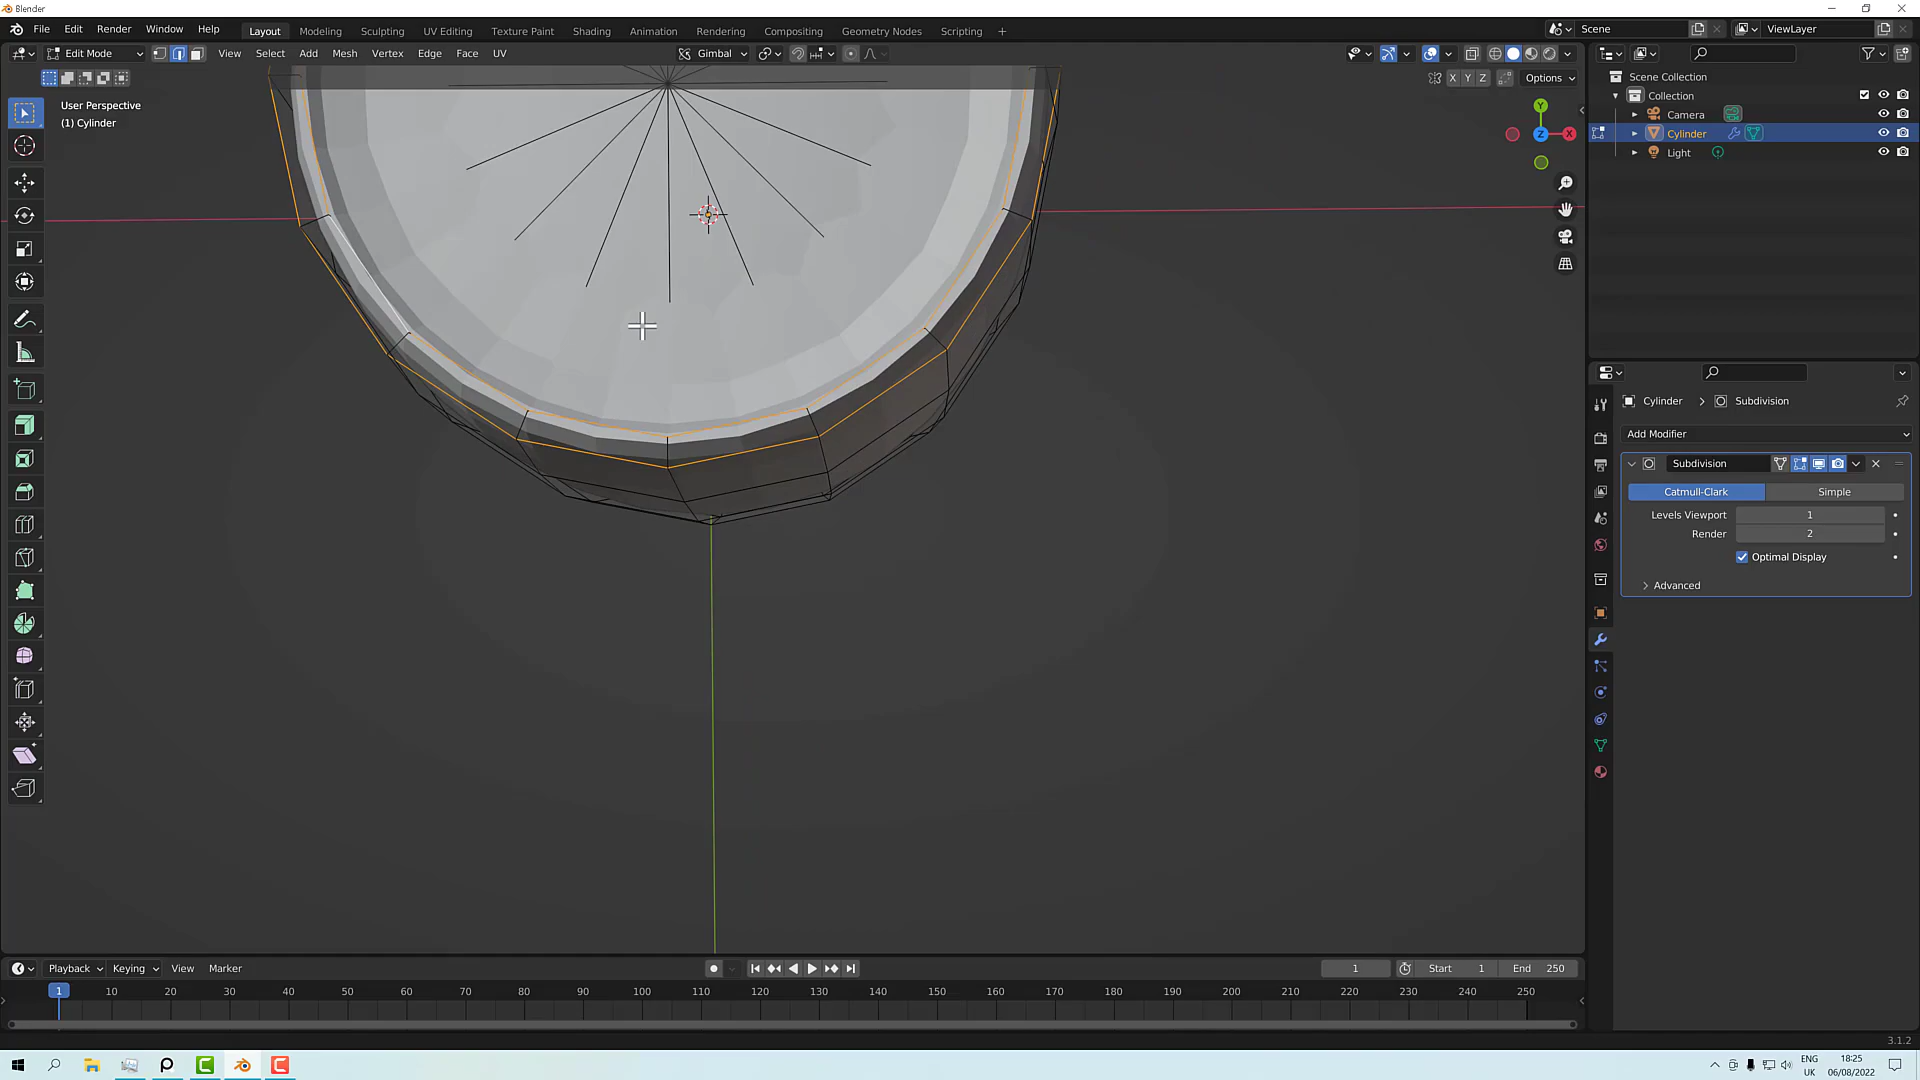 Blender
File Edit Render Window Help
Layout Modeling Sculpting UV Editing Texture Paint Shading Animation Rendering Compositing Geometry Nodes Scripting +
Scene
ViewLayer
Edit Mode View Select Add Mesh Vertex Edge Face UV
Gimbal
X Y Z Options
User Perspective
(1) Cylinder
Y
Z
X
Scene Collection
Collection
Camera
Cylinder
Light
Cylinder > Subdivision
Add Modifier
Subdivision
Catmull-Clark Simple
Levels Viewport 1
Render 2
Optimal Display
Advanced
Playback Keying View Marker
1 Start 1 End 250
1 10 20 30 40 50 60 70 80 90 100 110 120 130 140 150 160 170 180 190 200 210 220 230 240 250
3.1.2
ENG
UK
18:25
06/08/2022